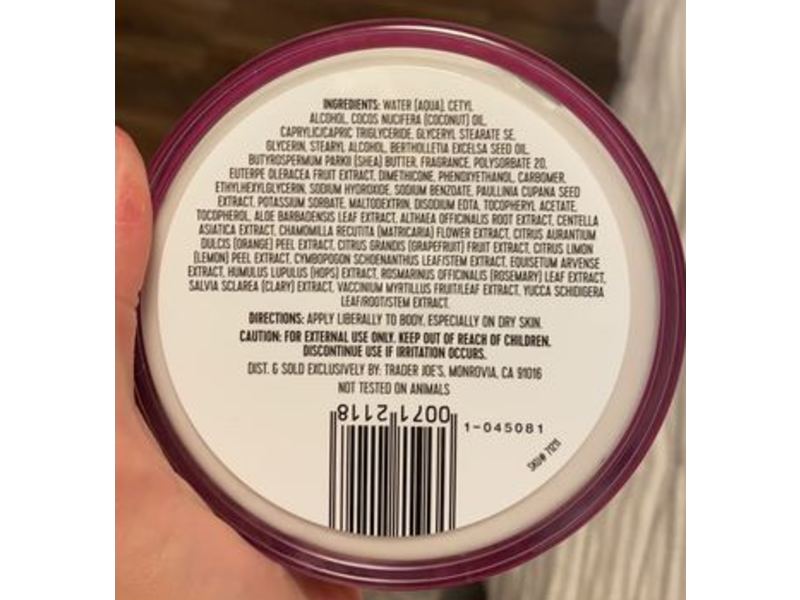 INGREDIENTS: WATER (AQUA), CETYL
ALCOHOL, COCOS NUCIFERA (COCONUT) OIL,
CAPRYLIC/CAPRIC TRIGLYCERIDE, GLYCERYL STEARATE SE,
GLYCERIN, STEARYL ALCOHOL, BERTHOLLETIA EXCELSA SEED OIL,
BUTYROSPERMUM PARKII (SHEA) BUTTER, FRAGRANCE, POLYSORBATE 20,
EUTERPE OLERACEA FRUIT EXTRACT, DIMETHICONE, PHENOXYETHANOL, CARBOMER,
ETHYLHEXYLGLYCERIN, SODIUM HYDROXIDE, SODIUM BENZOATE, PAULLINIA CUPANA SEED
EXTRACT, POTASSIUM SORBATE, MALTODEXTRIN, DISODIUM EDTA, TOCOPHERYL ACETATE,
TOCOPHEROL, ALOE BARBADENSIS LEAF EXTRACT, ALTHAEA OFFICINALIS ROOT EXTRACT, CENTELLA
ASIATICA EXTRACT, CHAMOMILLA RECUTITA (MATRICARIA) FLOWER EXTRACT, CITRUS AURANTIUM
DULCIS (ORANGE) PEEL EXTRACT, CITRUS GRANDIS (GRAPEFRUIT) FRUIT EXTRACT, CITRUS LIMON
(LEMON) PEEL EXTRACT, CYMBOPOGON SCHOENANTHUS LEAF/STEM EXTRACT, EQUISETUM ARVENSE
EXTRACT, HUMULUS LUPULUS (HOPS) EXTRACT, ROSMARINUS OFFICINALIS (ROSEMARY) LEAF EXTRACT,
SALVIA SCLAREA (CLARY) EXTRACT, VACCINIUM MYRTILLUS FRUIT/LEAF EXTRACT, YUCCA SCHIDIGERA
LEAF/ROOT/STEM EXTRACT.
DIRECTIONS: APPLY LIBERALLY TO BODY, ESPECIALLY ON DRY SKIN.
CAUTION: FOR EXTERNAL USE ONLY. KEEP OUT OF REACH OF CHILDREN.
DISCONTINUE USE IF IRRITATION OCCURS.
DIST. & SOLD EXCLUSIVELY BY: TRADER JOE'S, MONROVIA, CA 91016
NOT TESTED ON ANIMALS
0071 2118
1-045081
SKU# 71211